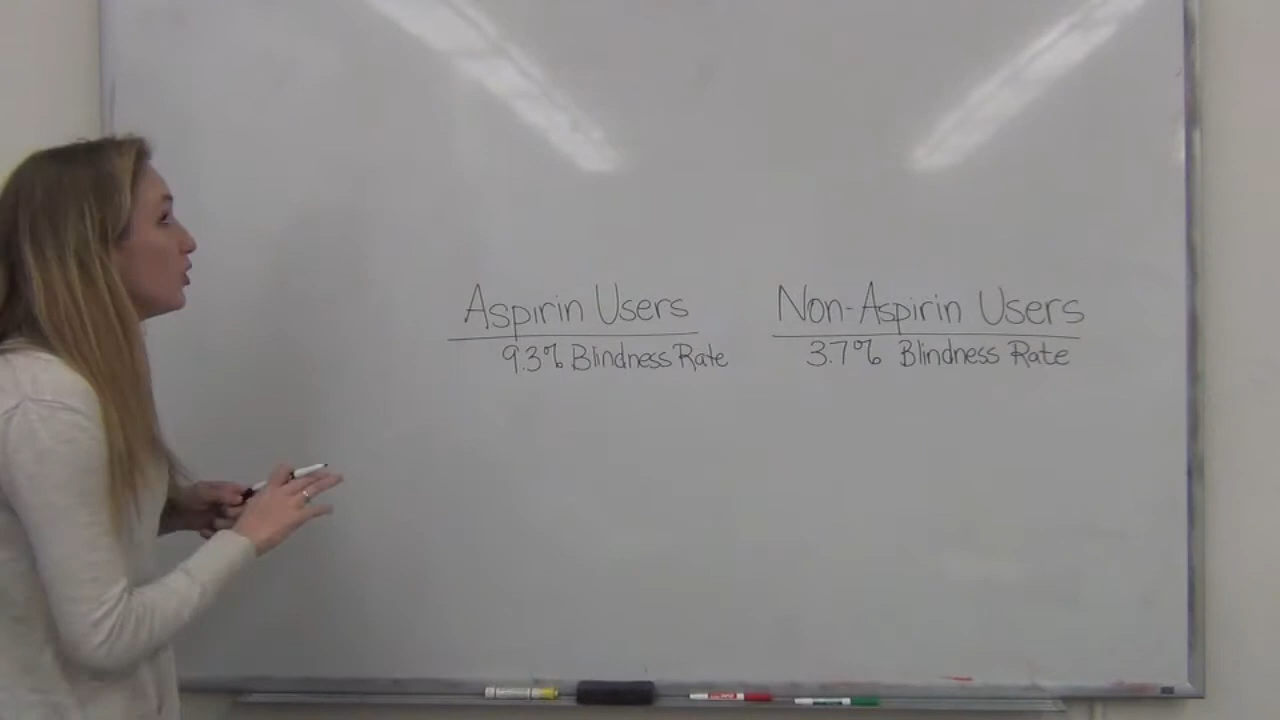 Aspirin Users
9.3% Blindness Rate
Non-Aspirin Users
3.7% Blindness Rate